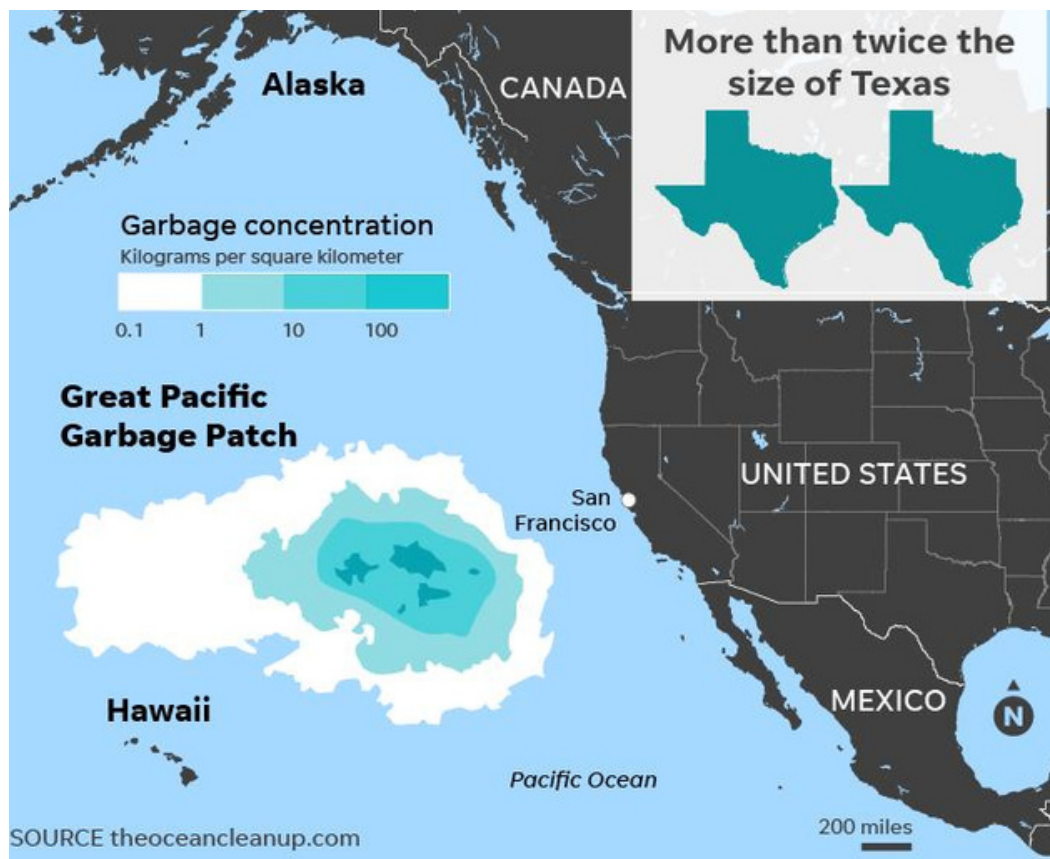 More than twice the
size of Texas
Alaska
CANADA
Garbage concentration
Kilograms per square kilometer
0.1 1 10 100
Great Pacific
Garbage Patch
San
Francisco
UNITED STATES
Hawaii
MEXICO
N
Pacific Ocean
200 miles
SOURCE theoceancleanup.com